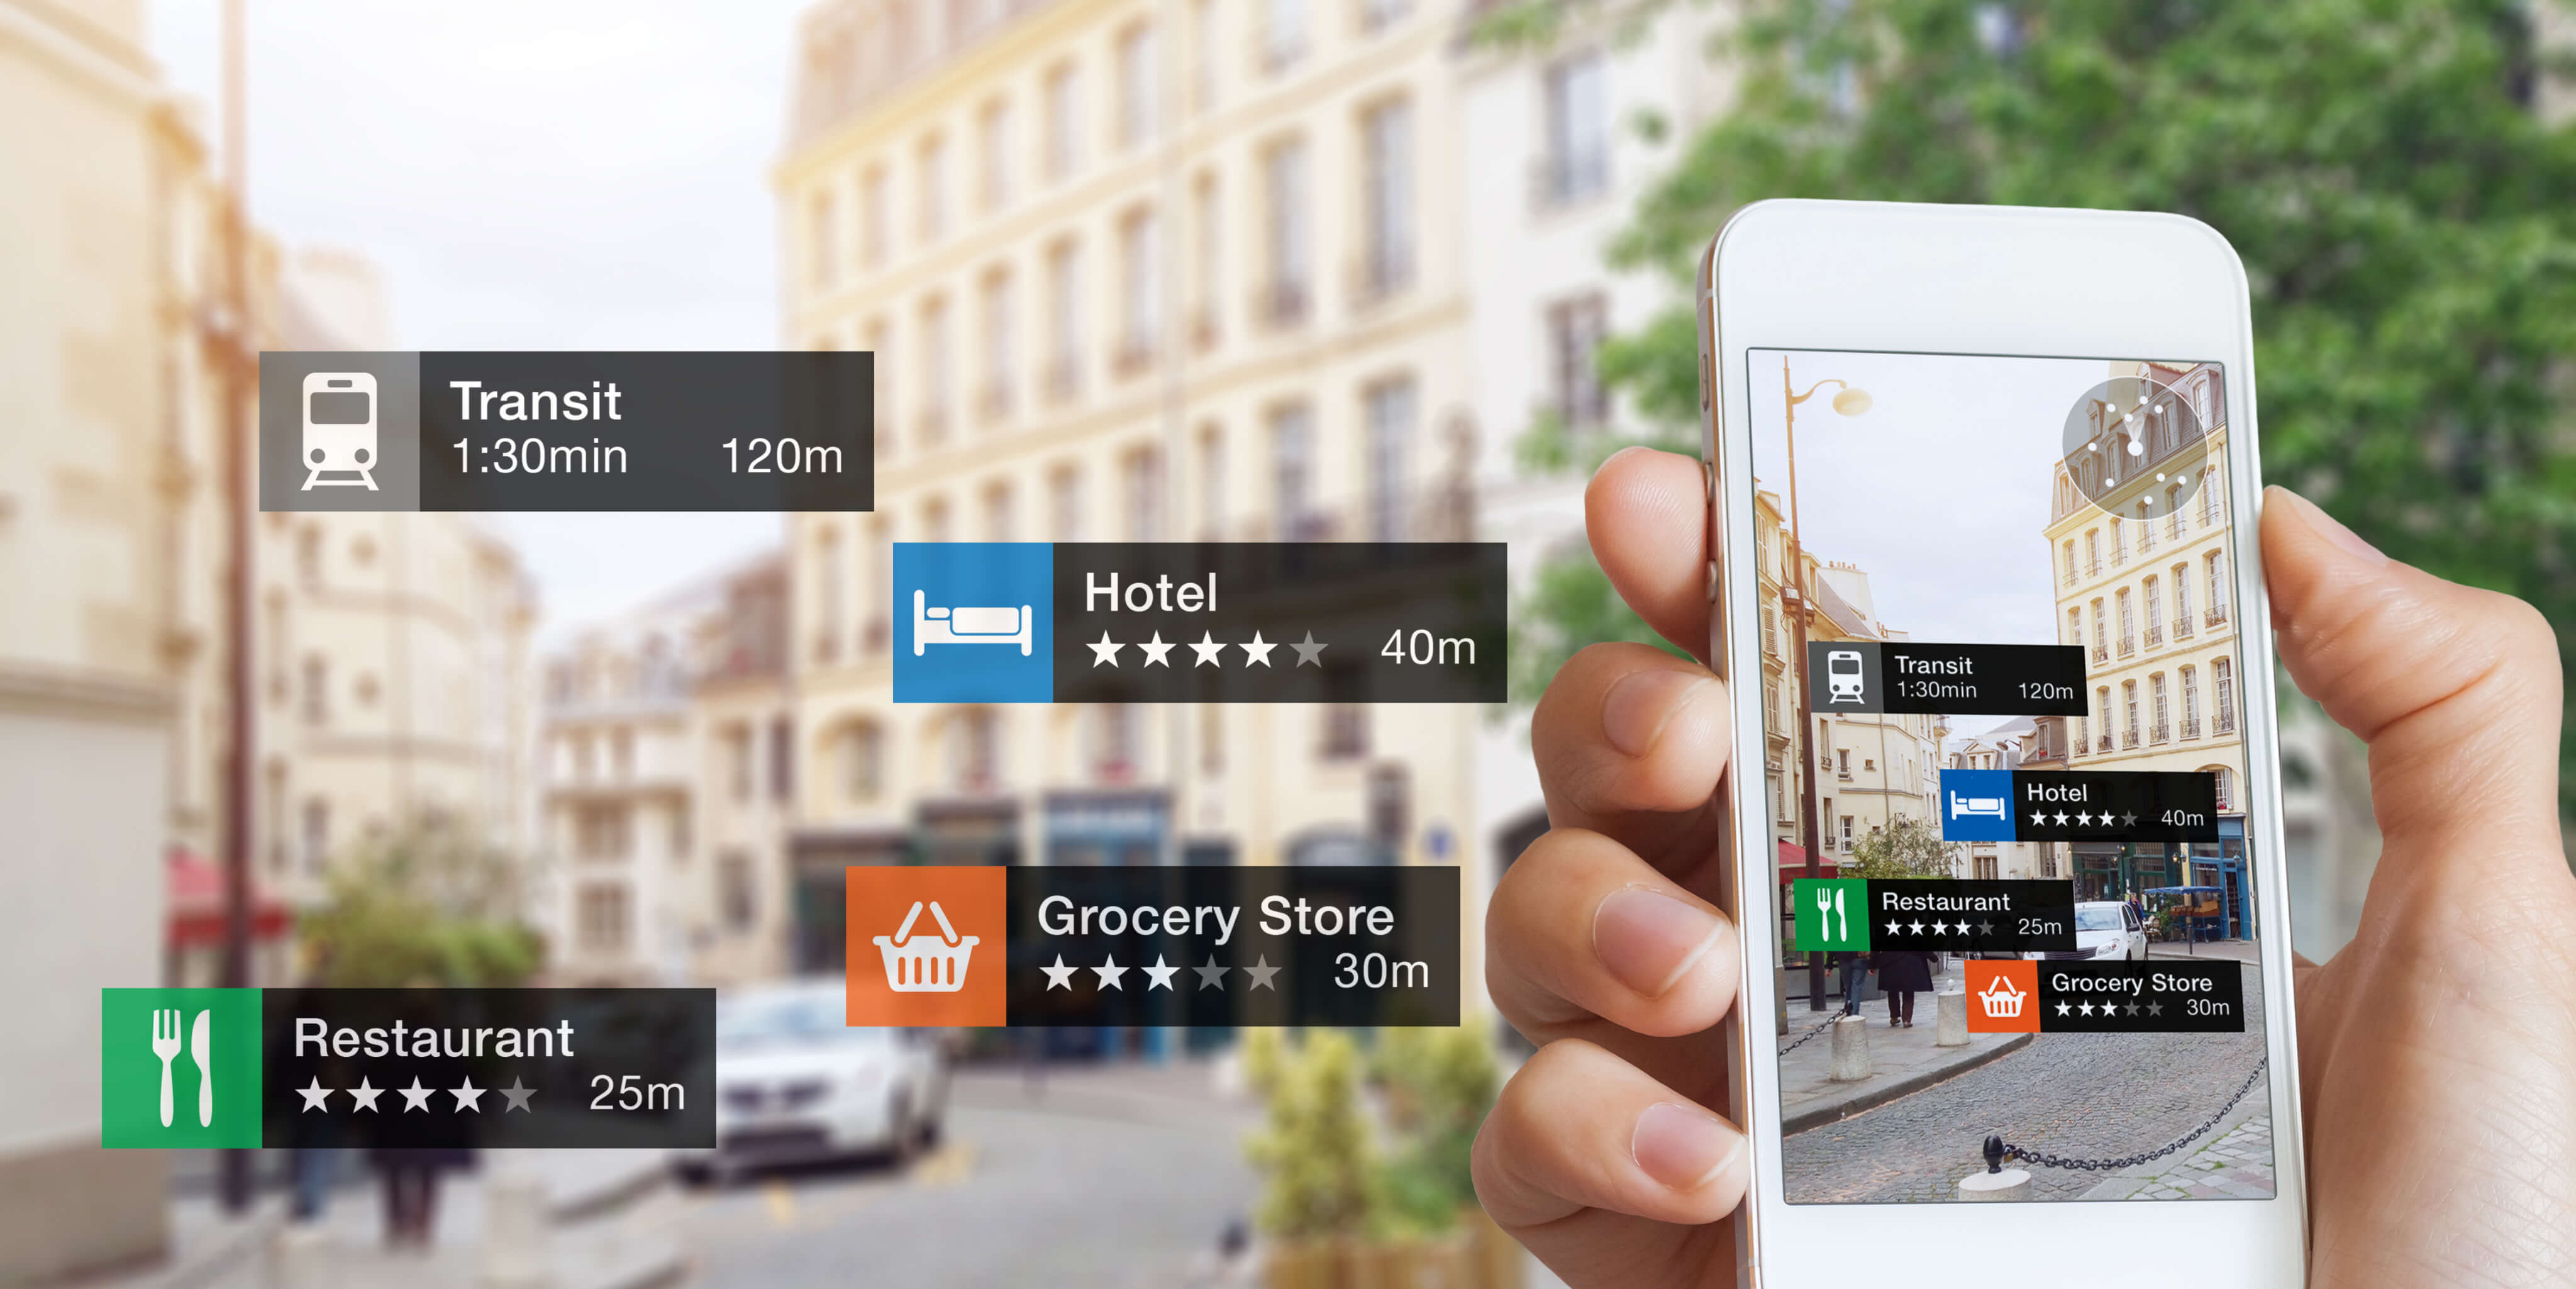 Transit
1:30min 120m
Hotel
40m
Grocery Store
30m
Restaurant
25m
Transit
1:30min 120m
Hotel
40m
Restaurant
25m
Grocery Store
30m